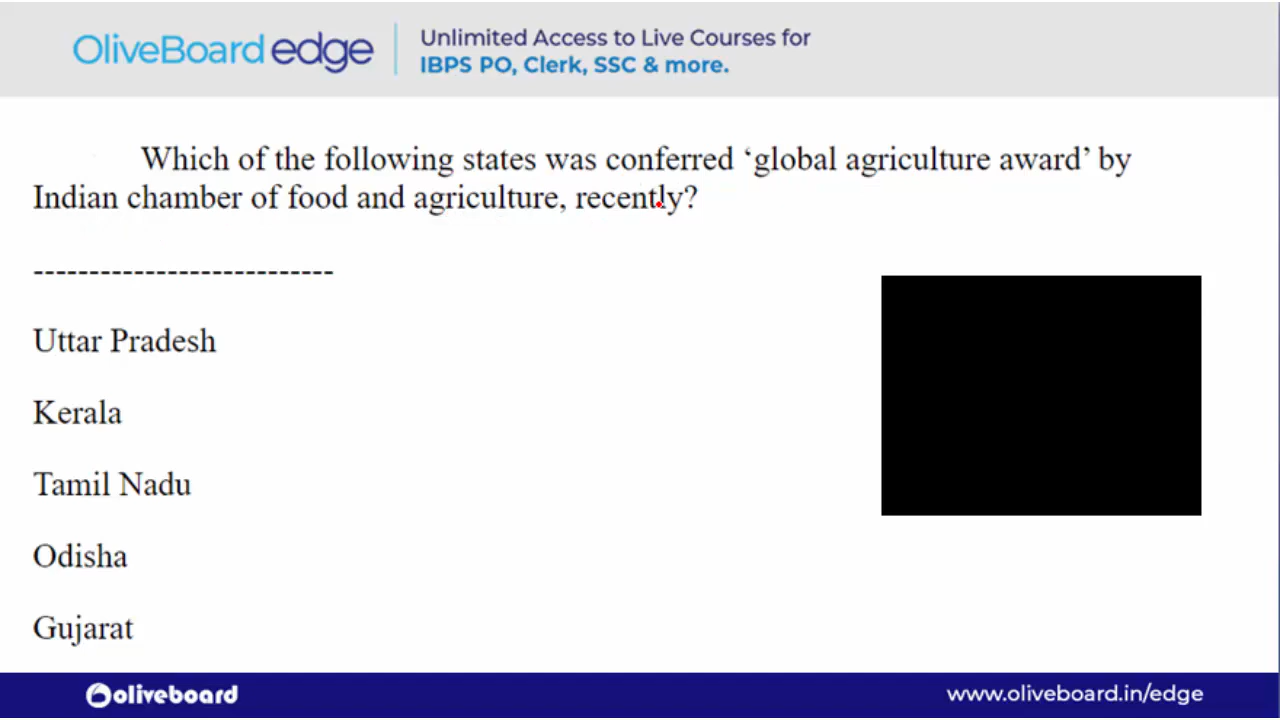 OliveBoard edge
Unlimited Access to Live Courses for
IBPS PO, Clerk, SSC & more.
Which of the following states was conferred ‘global agriculture award’ by
Indian chamber of food and agriculture, recently?
---------------------------
Uttar Pradesh
Kerala
Tamil Nadu
Odisha
Gujarat
oliveboard
www.oliveboard.in/edge